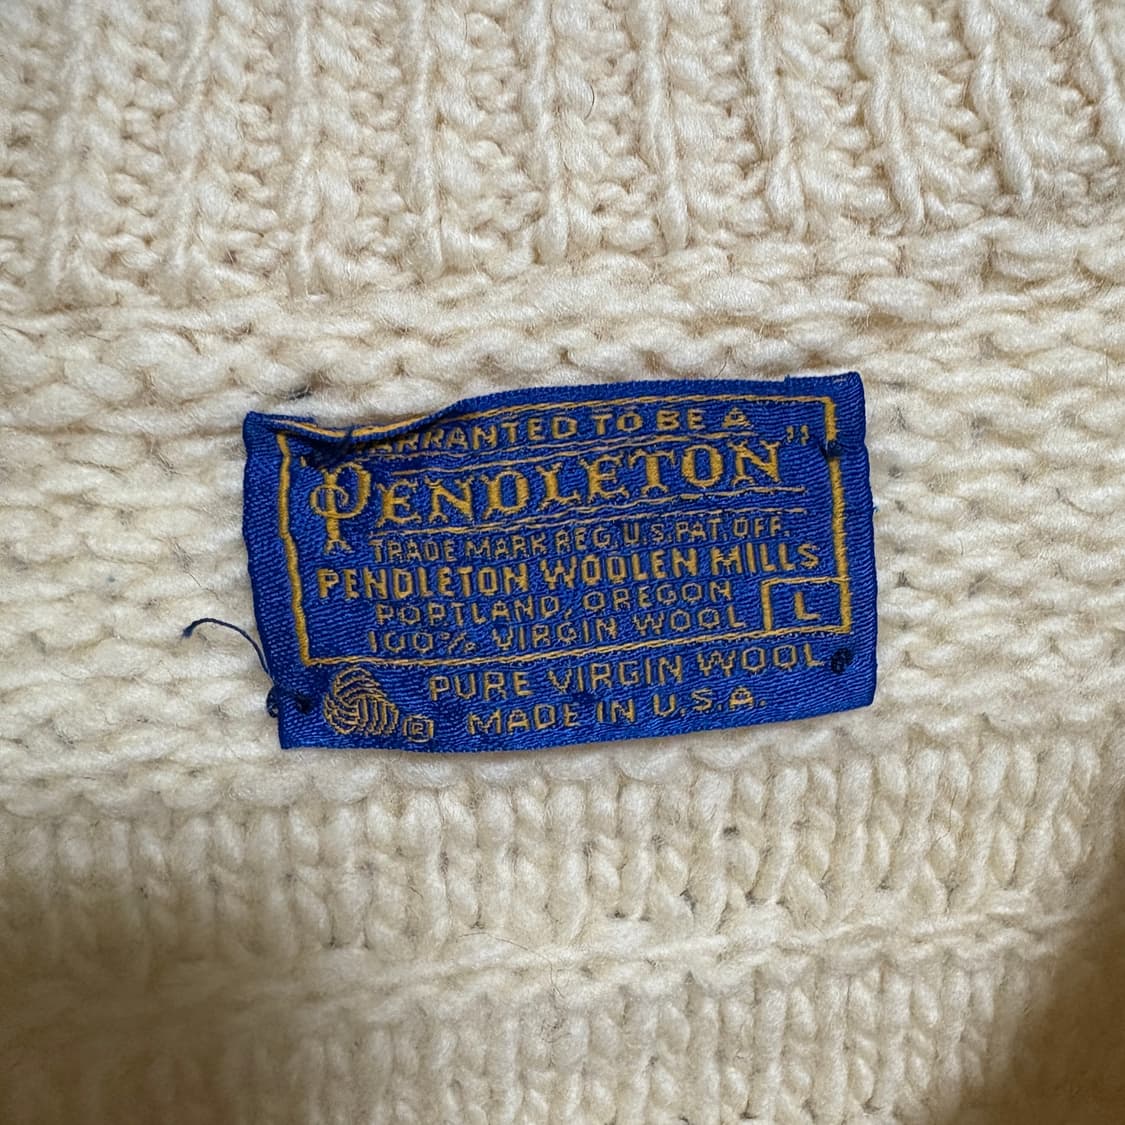 WARRANTED TO BE A
"PENDLETON"
TRADE MARK REG. U.S. PAT. OFF.
PENDLETON WOOLEN MILLS
PORTLAND, OREGON
100% VIRGIN WOOL
L
PURE VIRGIN WOOL
® MADE IN U.S.A.